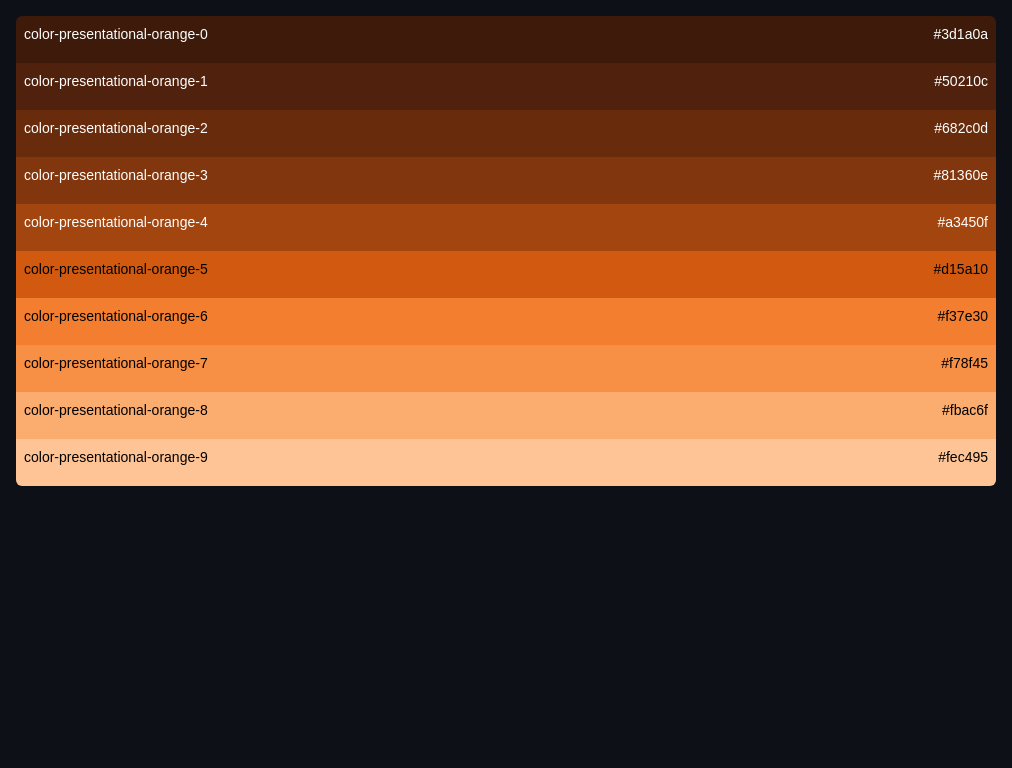 color-presentational-orange-0 #3d1a0a
color-presentational-orange-1 #50210c
color-presentational-orange-2 #682c0d
color-presentational-orange-3 #81360e
color-presentational-orange-4 #a3450f
color-presentational-orange-5 #d15a10
color-presentational-orange-6 #f37e30
color-presentational-orange-7 #f78f45
color-presentational-orange-8 #fbac6f
color-presentational-orange-9 #fec495